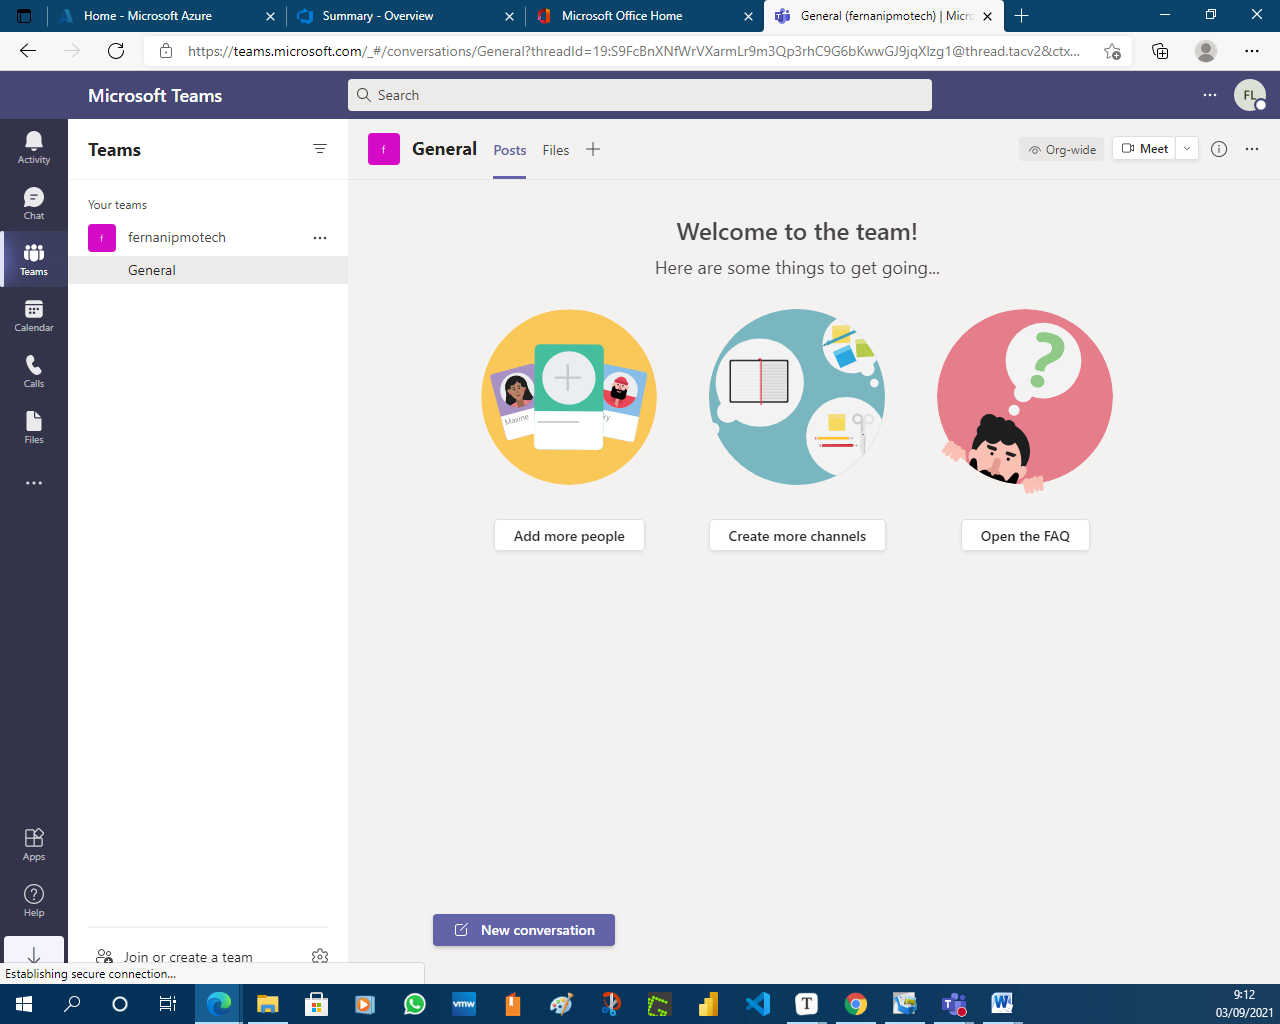 Home - Microsoft Azure
Summary - Overview
Microsoft Office Home
General (fernanipmotech) | Micr
https://teams.microsoft.com/_#/conversations/General?threadId=19:S9FcBnXNfWrVXarmLr9m3Qp3rhC9G6bKwwGJ9jqXIzg1@thread.tacv2&ctx...
Microsoft Teams
Search
FL
Activity
Chat
Teams
Calendar
Calls
Files
Apps
Help
Teams
Your teams
f
fernanipmotech
General
Join or create a team
f
General
Posts
Files
Org-wide
Meet
Welcome to the team!
Here are some things to get going...
Maxine
ky
?
Add more people
Create more channels
Open the FAQ
New conversation
Establishing secure connection...
vmw
T
W
9:12
03/09/2021